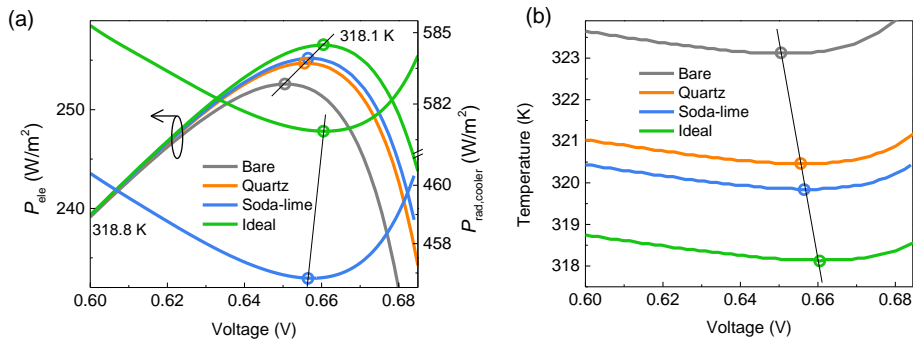 (a)
318.1 K
585
250
582
P_ele (W/m²)
P_rad,cooler (W/m²)
Bare
Quartz
Soda-lime
Ideal
460
240
318.8 K
458
0.60 0.62 0.64 0.66 0.68
Voltage (V)
(b)
323
322
321
320
319
318
Temperature (K)
Bare
Quartz
Soda-lime
Ideal
0.60 0.62 0.64 0.66 0.68
Voltage (V)